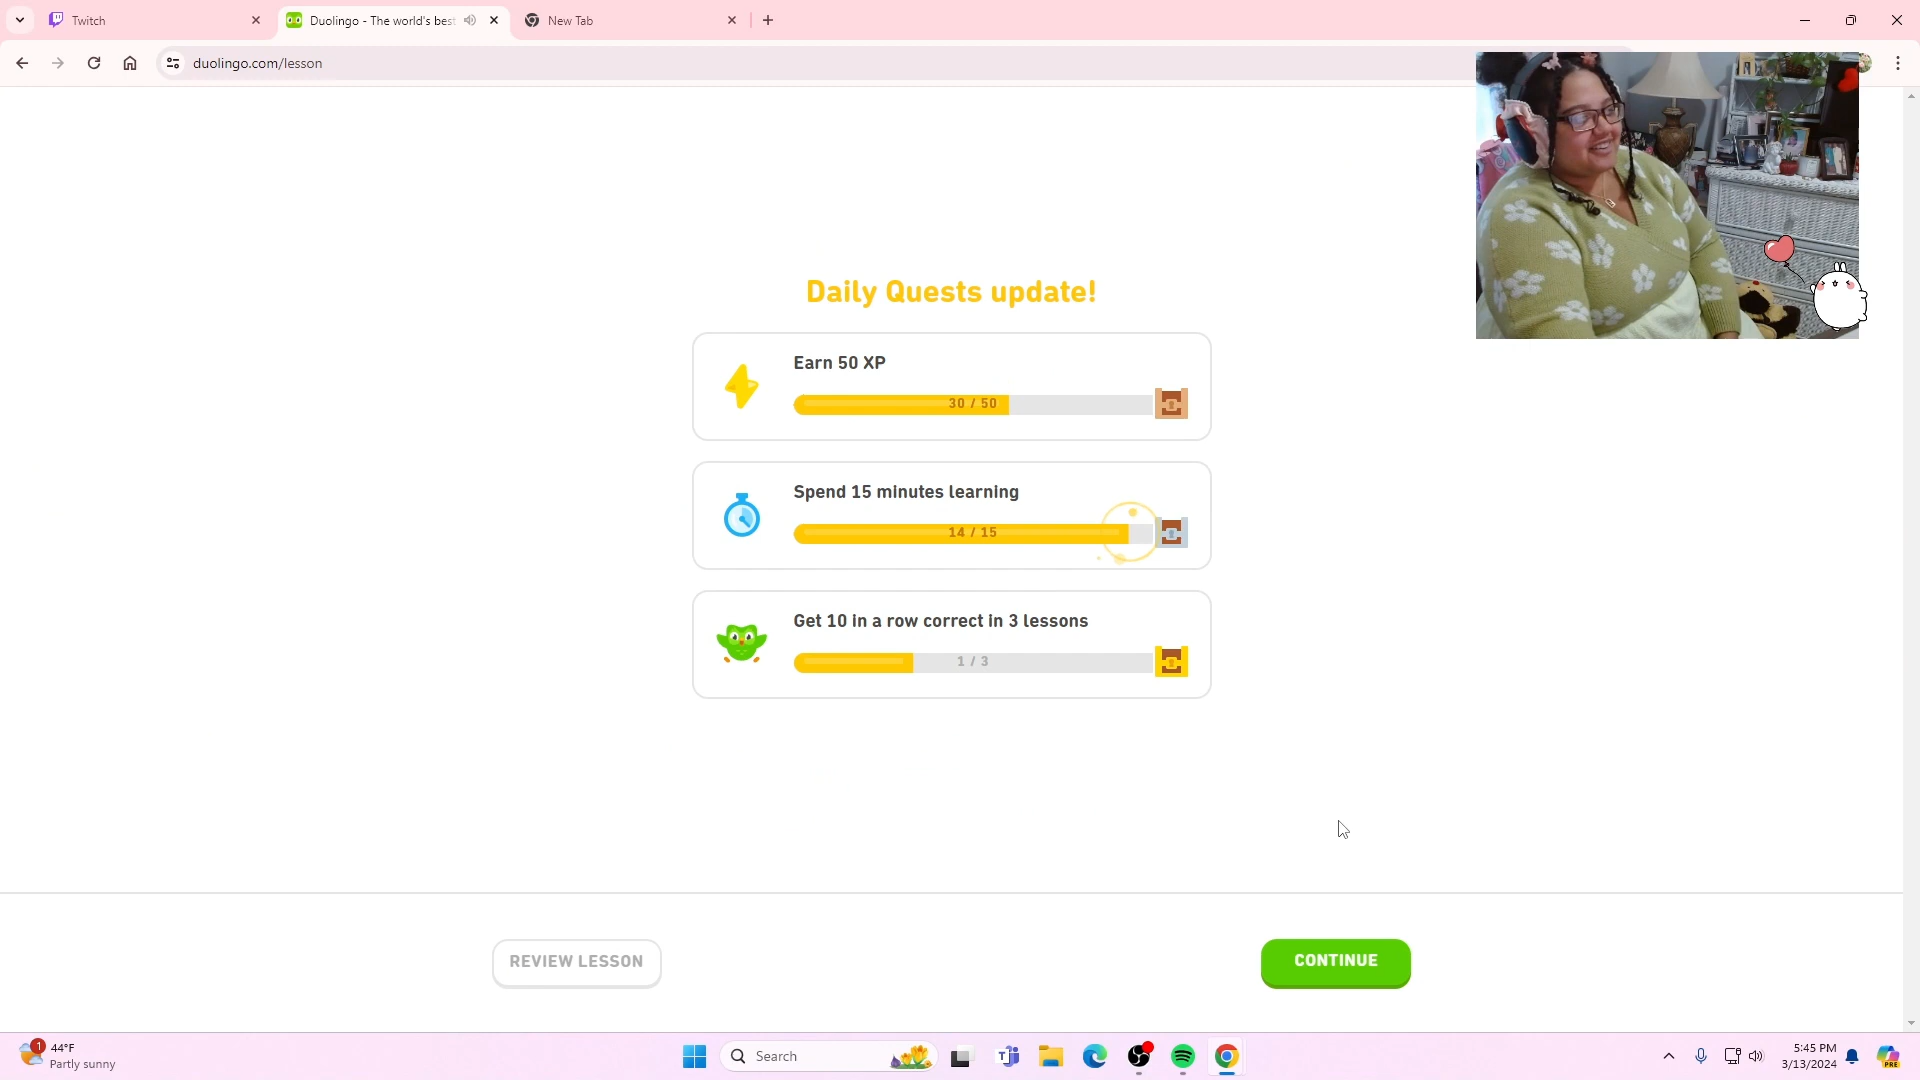 Twitch
Duolingo - The world's best
New Tab
duolingo.com/lesson
Daily Quests update!
Earn 50 XP
30 / 50
Spend 15 minutes learning
14 / 15
Get 10 in a row correct in 3 lessons
1 / 3
REVIEW LESSON
CONTINUE
1
44°F
Partly sunny
Search
5:45 PM
3/13/2024
PRE